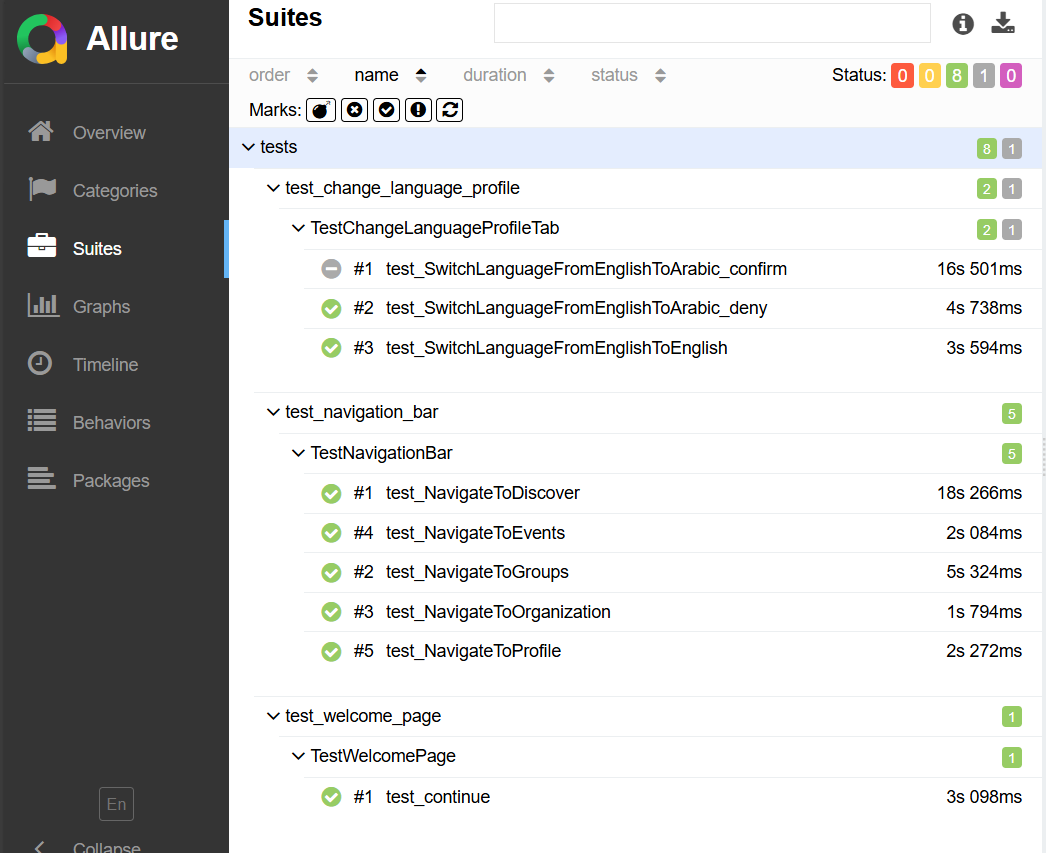 Allure
Overview
Categories
Suites
Graphs
Timeline
Behaviors
Packages
En
Collapse
Suites
order name duration status Status: 0 0 8 1 0
Marks:
tests 8 1
test_change_language_profile 2 1
TestChangeLanguageProfileTab 2 1
#1 test_SwitchLanguageFromEnglishToArabic_confirm 16s 501ms
#2 test_SwitchLanguageFromEnglishToArabic_deny 4s 738ms
#3 test_SwitchLanguageFromEnglishToEnglish 3s 594ms
test_navigation_bar 5
TestNavigationBar 5
#1 test_NavigateToDiscover 18s 266ms
#4 test_NavigateToEvents 2s 084ms
#2 test_NavigateToGroups 5s 324ms
#3 test_NavigateToOrganization 1s 794ms
#5 test_NavigateToProfile 2s 272ms
test_welcome_page 1
TestWelcomePage 1
#1 test_continue 3s 098ms